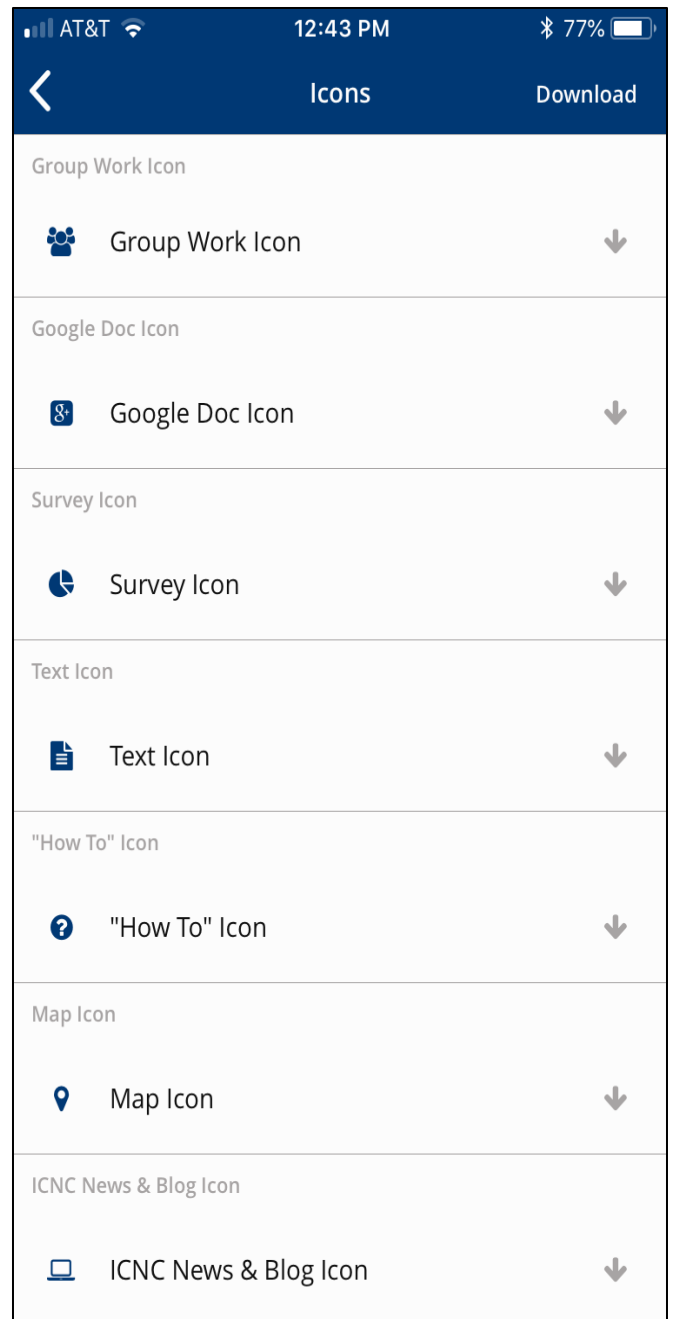 AT&T 12:43 PM 77%
Icons Download
Group Work Icon
Group Work Icon
Google Doc Icon
8+ Google Doc Icon
Survey Icon
Survey Icon
Text Icon
Text Icon
"How To" Icon
? "How To" Icon
Map Icon
Map Icon
ICNC News & Blog Icon
ICNC News & Blog Icon